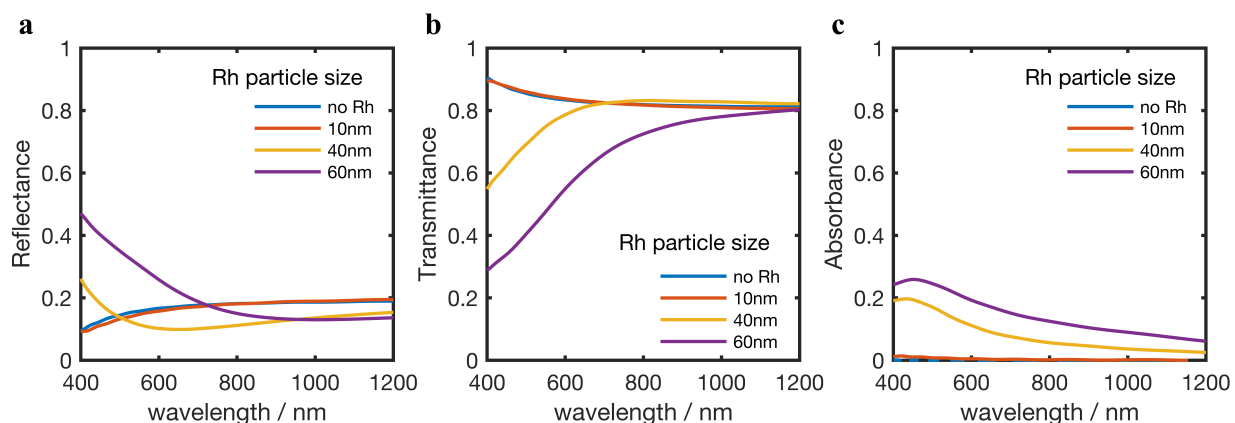 a
Reflectance
1
0.8
0.6
0.4
0.2
0
Rh particle size
no Rh
10nm
40nm
60nm
400 600 800 1000 1200
wavelength / nm
b
Transmittance
1
0.8
0.6
0.4
0.2
0
Rh particle size
no Rh
10nm
40nm
60nm
400 600 800 1000 1200
wavelength / nm
c
Absorbance
1
0.8
0.6
0.4
0.2
0
Rh particle size
no Rh
10nm
40nm
60nm
400 600 800 1000 1200
wavelength / nm